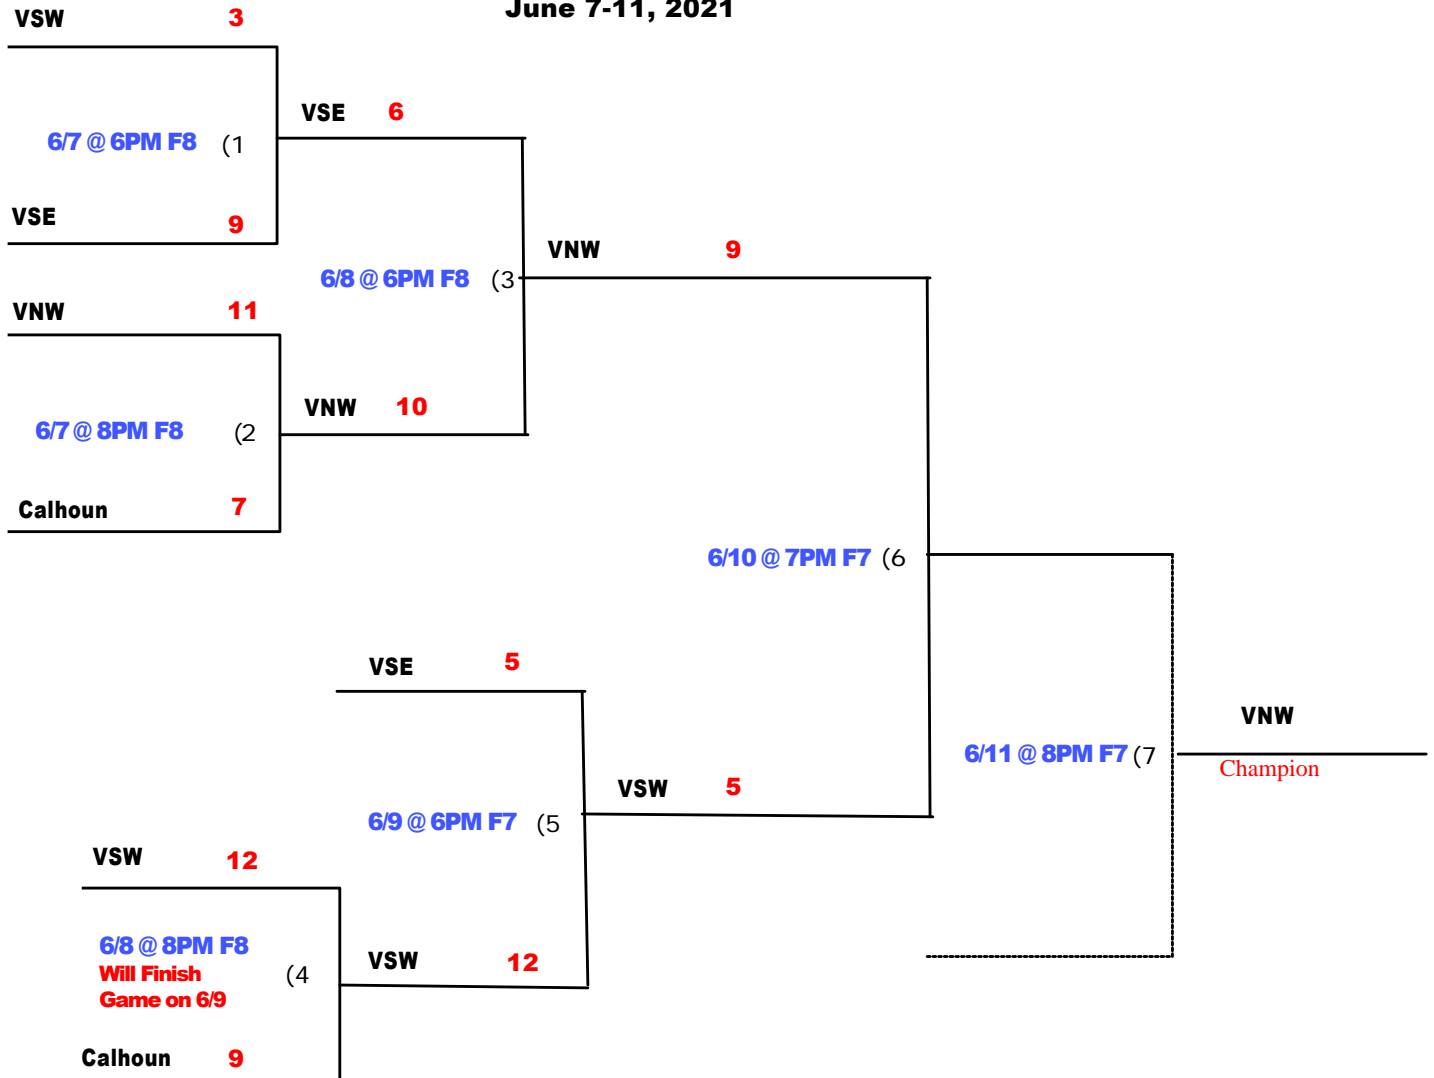 June 7-11, 2021
VSW 3
6/7 @ 6PM F8 (1
VSE 9
VSE 6
6/8 @ 6PM F8 (3
VNW 11
6/7 @ 8PM F8 (2
Calhoun 7
VNW 10
VNW 9
6/10 @ 7PM F7 (6
VSE 5
6/9 @ 6PM F7 (5
VSW 5
VSW 12
6/8 @ 8PM F8
Will Finish
Game on 6/9
(4
Calhoun 9
VSW 12
6/11 @ 8PM F7 (7
VNW
Champion